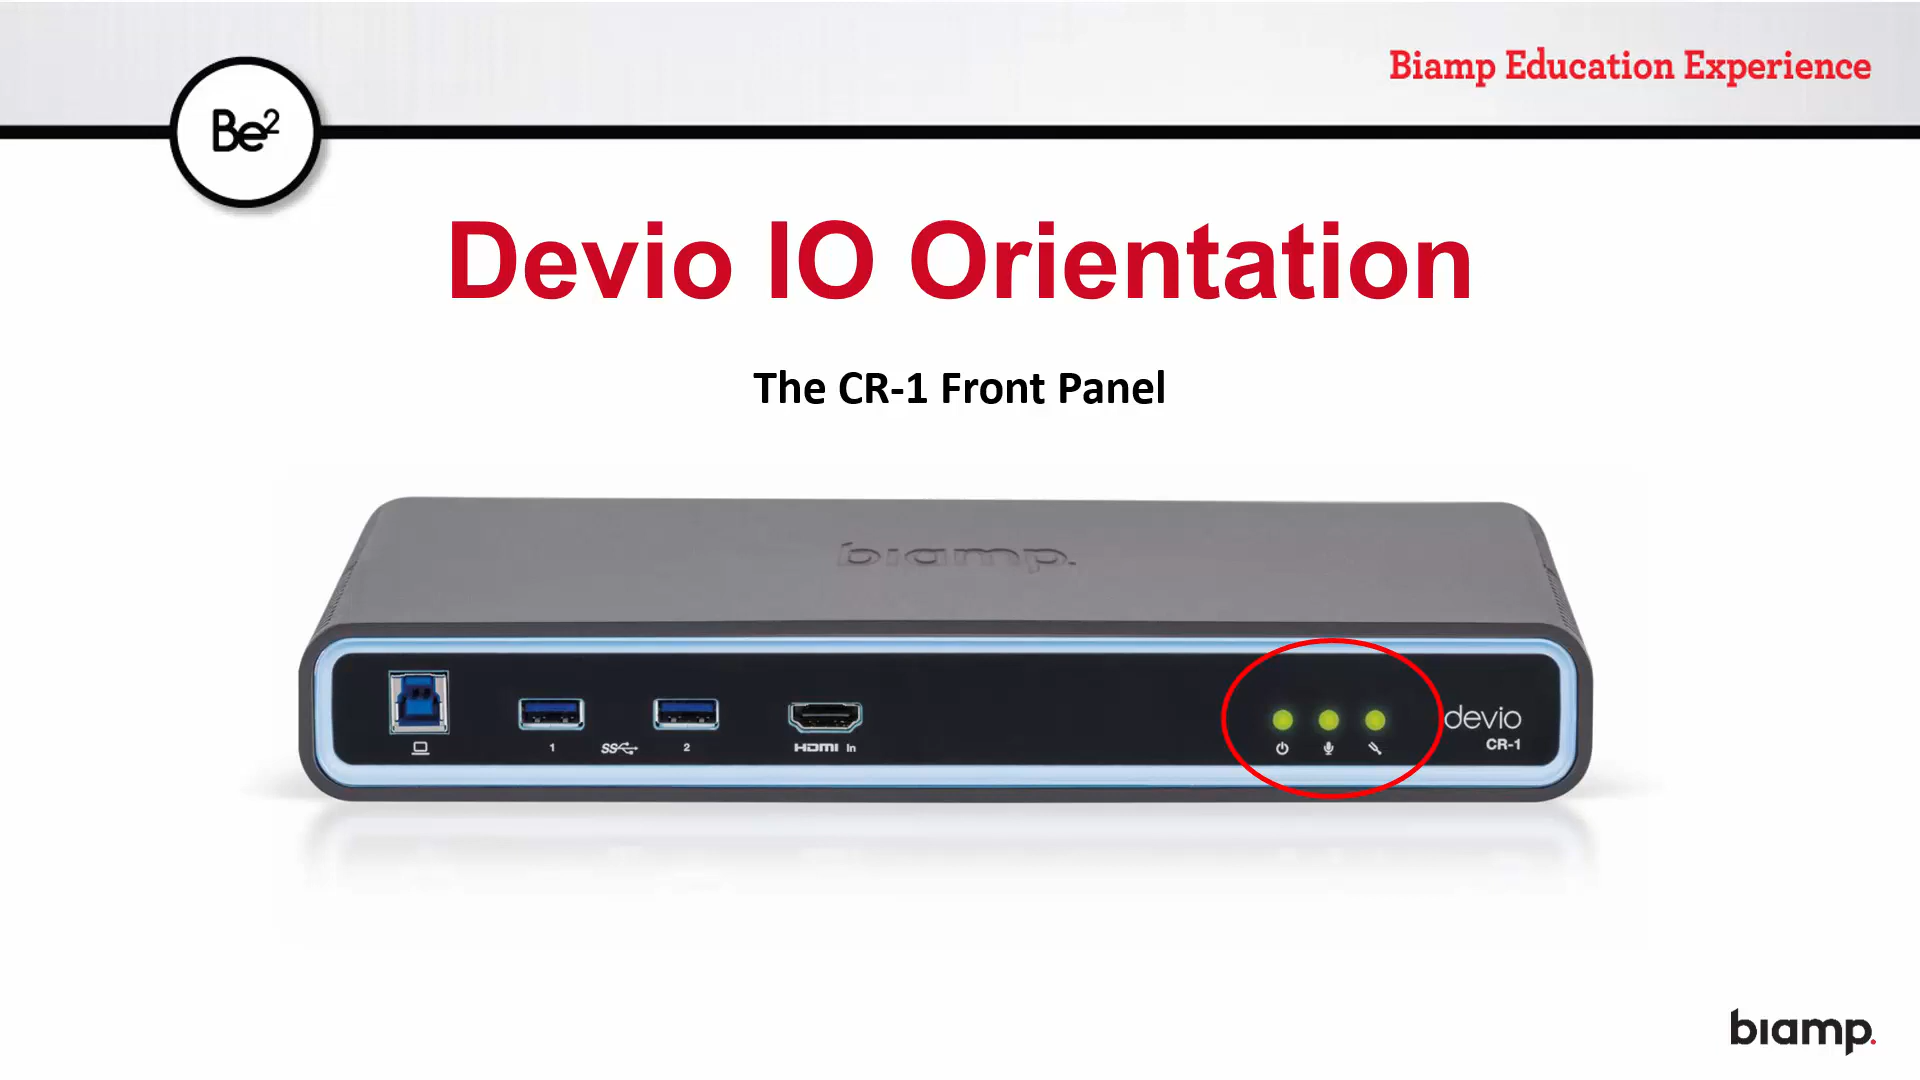 Biamp Education Experience
Be²
Devio IO Orientation
The CR-1 Front Panel
biamp.
devio
CR-1
1
SS
2
HDMI In
biamp.